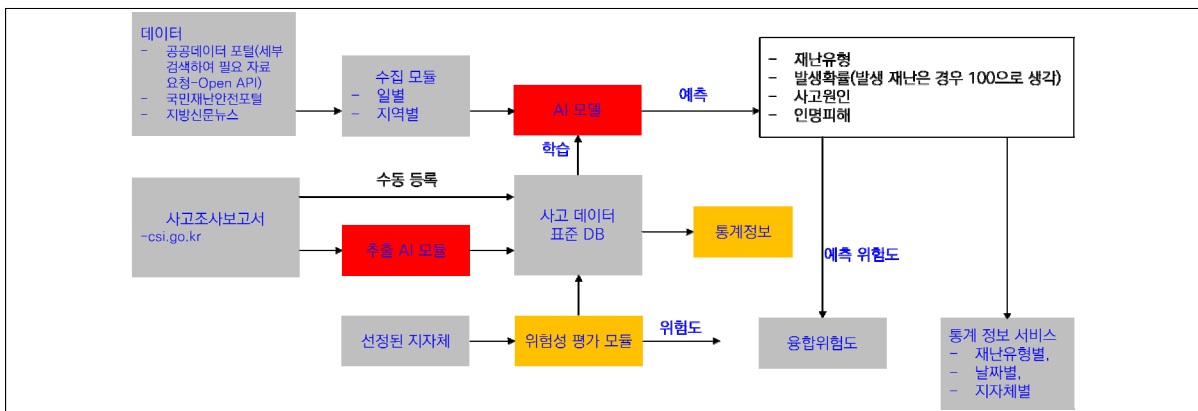 데이터
- 공공데이터 포털(세부
검색하여 필요 자료
요청-Open API)
- 국민재난안전포털
- 지방신문뉴스
수집 모듈
- 일별
- 지역별
AI 모델
예측
- 재난유형
- 발생확률(발생 재난은 경우 100으로 생각)
- 사고원인
- 인명피해
학습
수동 등록
사고조사보고서
-csi.go.kr
추출 AI 모듈
사고 데이터
표준 DB
통계정보
예측 위험도
선정된 지자체
위험성 평가 모듈
위험도
융합위험도
통계 정보 서비스
- 재난유형별,
- 날짜별,
- 지자체별